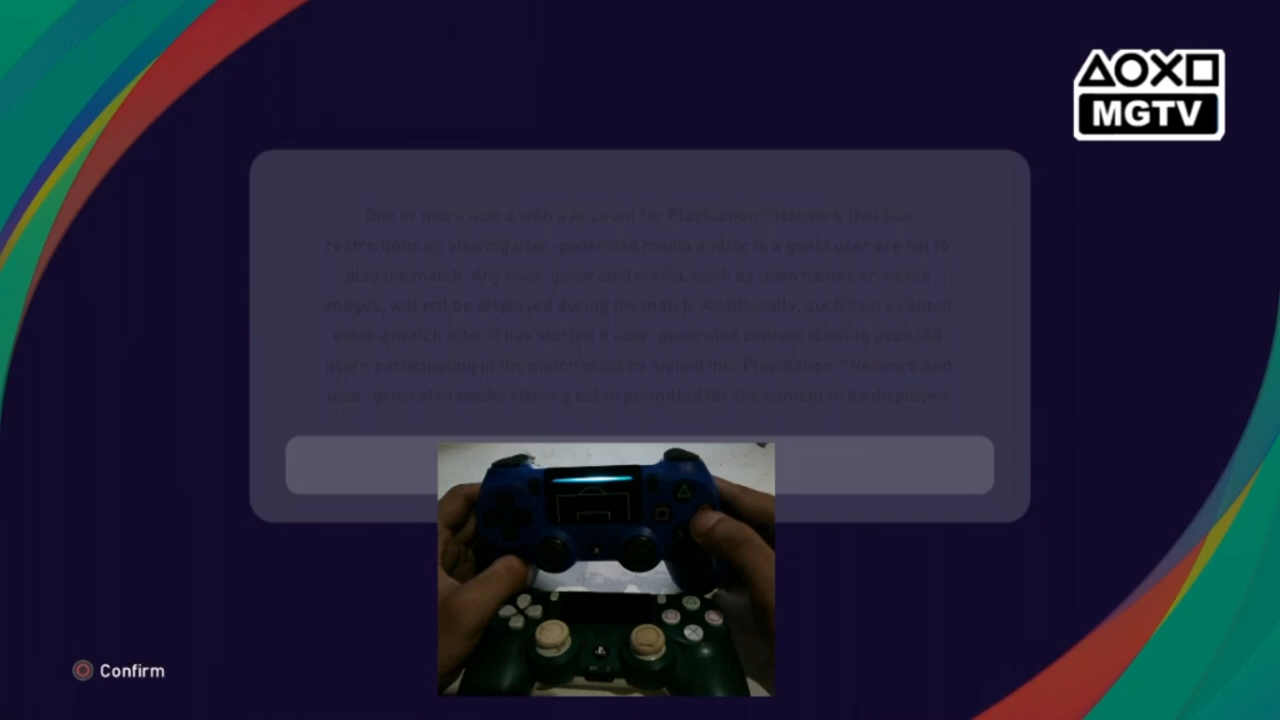 MGTV
One or more users with a account for PlayStation™Network that has
restrictions on viewing user-generated media and/or is a guest user are set to
play the match. Any user-generated media, such as team names or edited
images, will not be displayed during the match. Additionally, such users cannot
enter a match after it has started if user-generated content is being used. All
users participating in the match must be signed into PlayStation™Network and
user-generated media viewing set to permitted for the content to be displayed.
Confirm